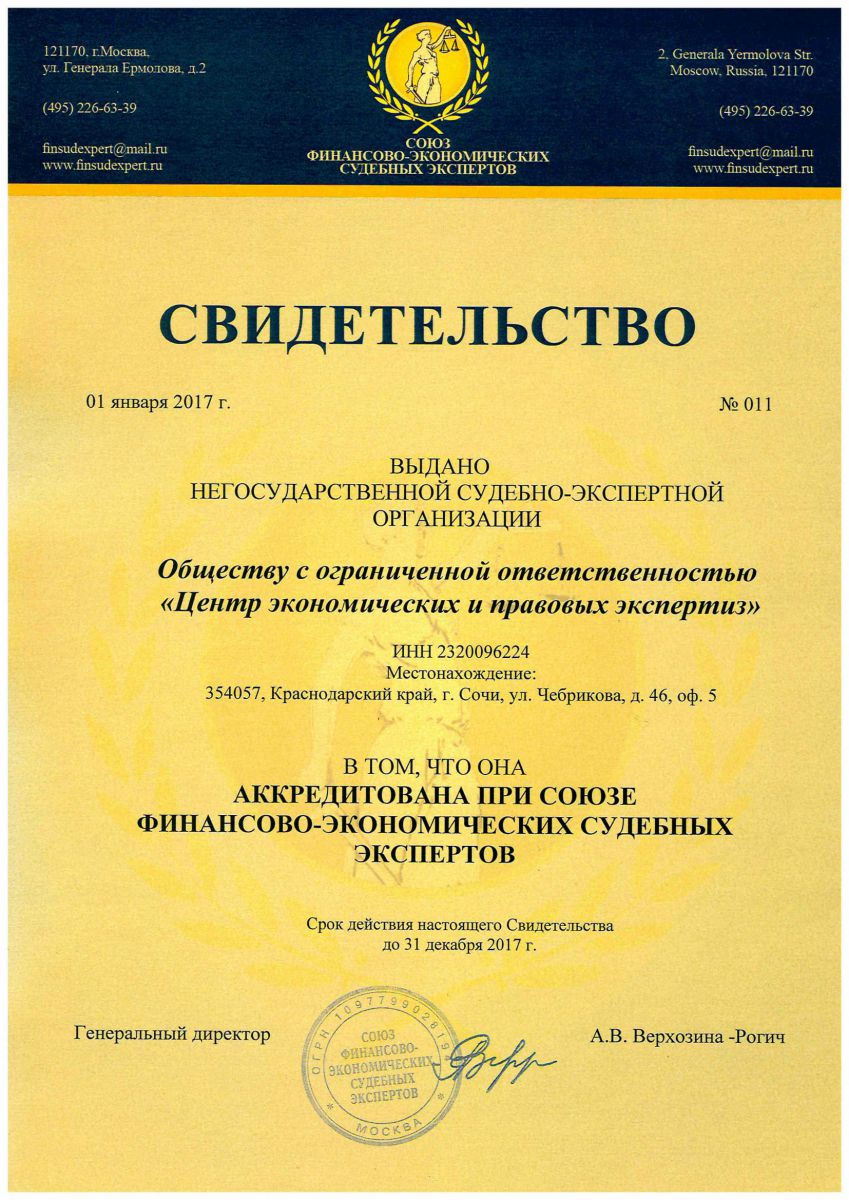 121170, г.Москва,
ул. Генерала Ермолова, д.2
(495) 226-63-39
finsudexpert@mail.ru
www.finsudexpert.ru
СОЮЗ
ФИНАНСОВО-ЭКОНОМИЧЕСКИХ
СУДЕБНЫХ ЭКСПЕРТОВ
2, Generala Yermolova Str.
Moscow, Russia, 121170
(495) 226-63-39
finsudexpert@mail.ru
www.finsudexpert.ru
СВИДЕТЕЛЬСТВО
01 января 2017 г.
№ 011
ВЫДАНО
НЕГОСУДАРСТВЕННОЙ СУДЕБНО-ЭКСПЕРТНОЙ
ОРГАНИЗАЦИИ
Обществу с ограниченной ответственностью
«Центр экономических и правовых экспертиз»
ИНН 2320096224
Местонахождение:
354057, Краснодарский край, г. Сочи, ул. Чебрикова, д. 46, оф. 5
В ТОМ, ЧТО ОНА
АККРЕДИТОВАНА ПРИ СОЮЗЕ
ФИНАНСОВО-ЭКОНОМИЧЕСКИХ СУДЕБНЫХ
ЭКСПЕРТОВ
Срок действия настоящего Свидетельства
до 31 декабря 2017 г.
Генеральный директор
ОГРН
СОЮЗ
ФИНАНСОВО-
ЭКОНОМИЧЕСКИХ
СУДЕБНЫХ
ЭКСПЕРТОВ
МОСКВА
А.В. Верхозина -Рогич